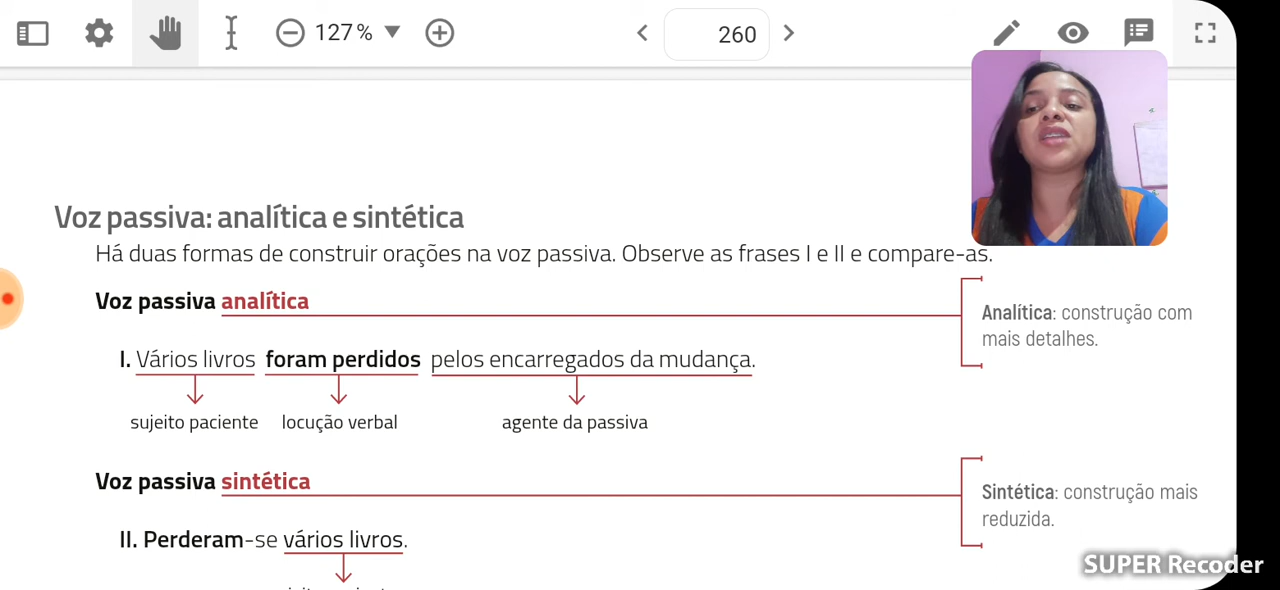 127%
260
Voz passiva: analítica e sintética
Há duas formas de construir orações na voz passiva. Observe as frases I e II e compare-as.
Voz passiva analítica
Analítica: construção com
mais detalhes.
I. Vários livros foram perdidos pelos encarregados da mudança.
sujeito paciente locução verbal agente da passiva
Voz passiva sintética
Sintética: construção mais
reduzida.
II. Perderam-se vários livros.
SUPER Recoder